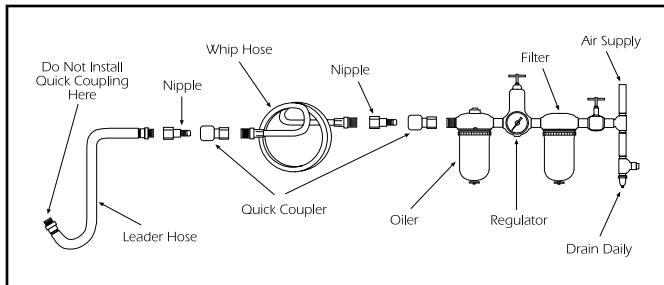 Do Not Install
Quick Coupling
Here
Nipple
Whip Hose
Nipple
Filter
Air Supply
Leader Hose
Quick Coupler
Oiler
Regulator
Drain Daily